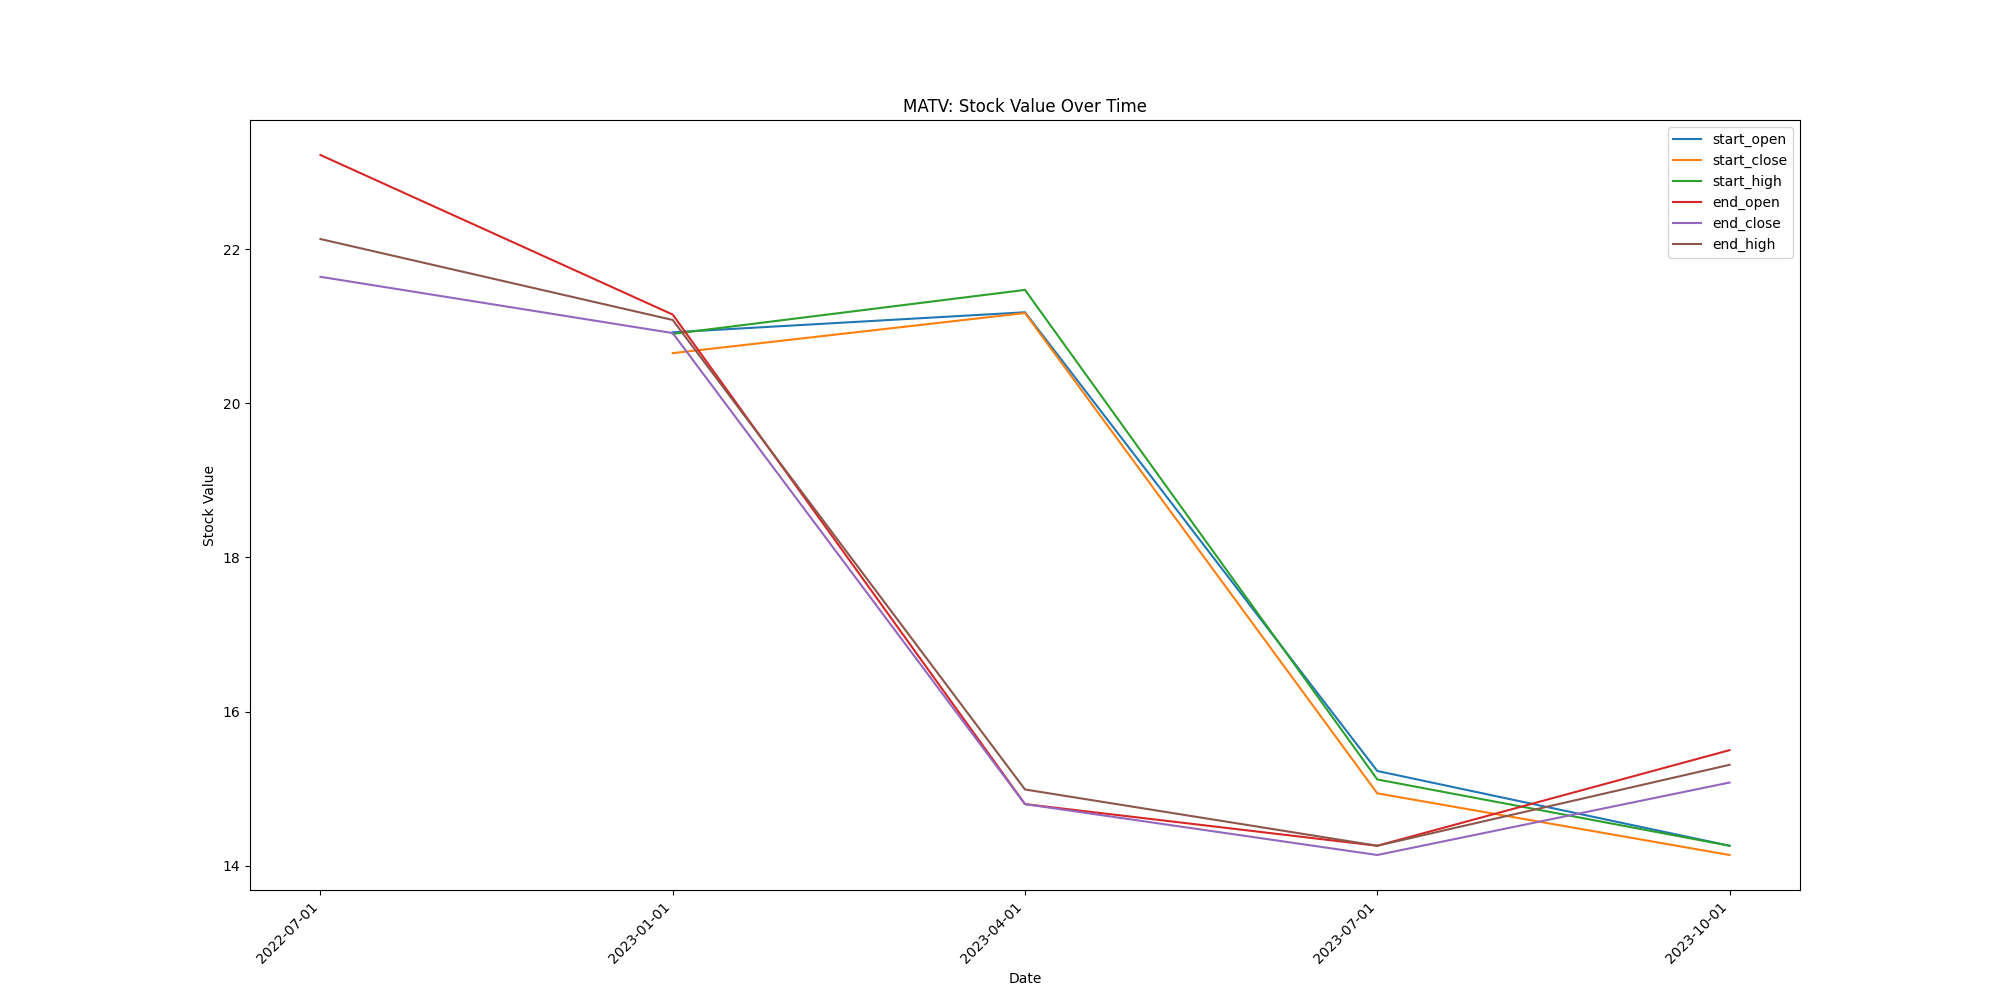 MATV: Stock Value Over Time
start_open
start_close
start_high
end_open
end_close
end_high
Stock Value
22
20
18
16
14
2022-07-01
2023-01-01
2023-04-01
2023-07-01
2023-10-01
Date